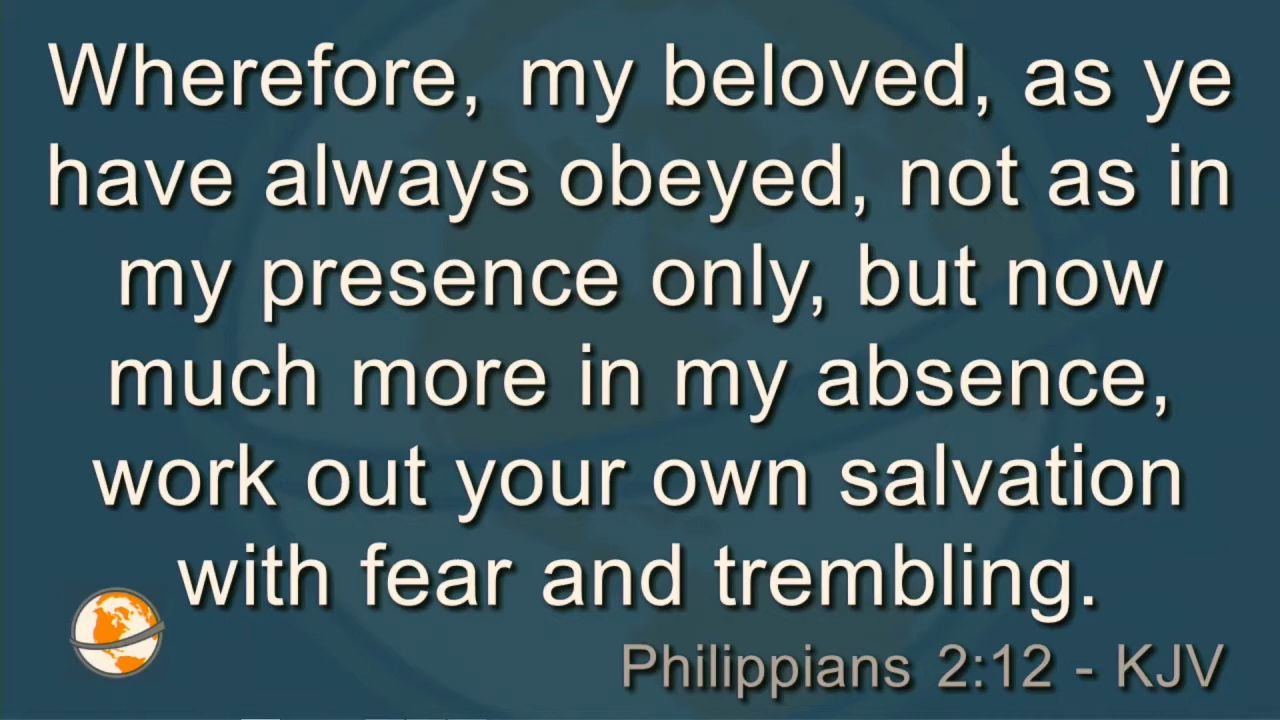 Wherefore, my beloved, as ye
have always obeyed, not as in
my presence only, but now
much more in my absence,
work out your own salvation
with fear and trembling.
Philippians 2:12 - KJV